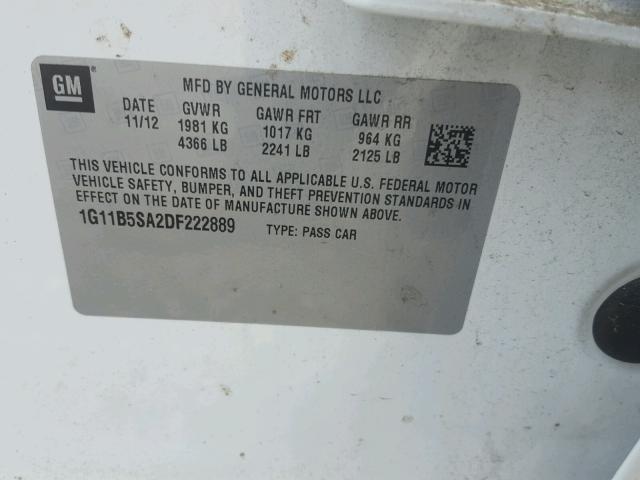 GM
MFD BY GENERAL MOTORS LLC
DATE GVWR GAWR FRT GAWR RR
11/12 1981 KG 1017 KG 964 KG
4366 LB 2241 LB 2125 LB
THIS VEHICLE CONFORMS TO ALL APPLICABLE U.S. FEDERAL MOTOR
VEHICLE SAFETY, BUMPER, AND THEFT PREVENTION STANDARDS IN
EFFECT ON THE DATE OF MANUFACTURE SHOWN ABOVE.
1G11B5SA2DF222889 TYPE: PASS CAR